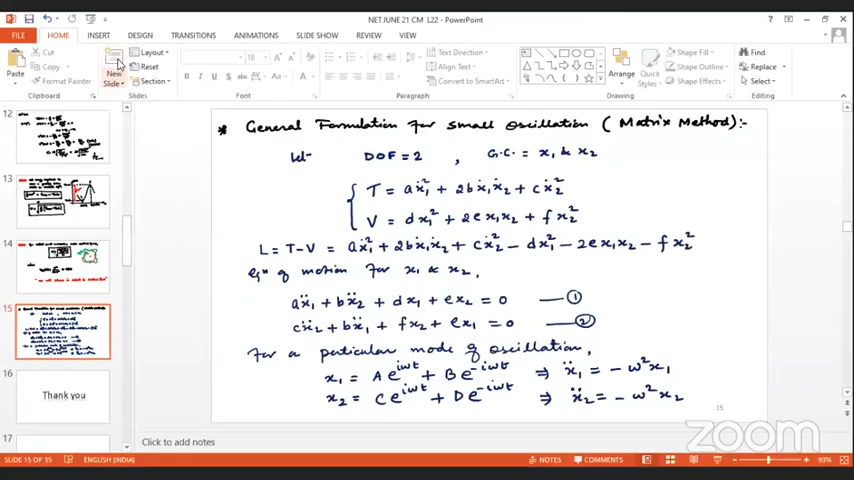 NET JUNE 21 CM L22 - PowerPoint
FILE HOME INSERT DESIGN TRANSITIONS ANIMATIONS SLIDE SHOW REVIEW VIEW
Paste
Cut
Copy
Format Painter
Clipboard
New Slide
Layout
Reset
Section
Slides
18
B I U S
Font
Paragraph
Text Direction
Align Text
Convert to SmartArt
Arrange
Quick Styles
Drawing
Shape Fill
Shape Outline
Shape Effects
Find
Replace
Select
Editing
12
13
14
15
16
Thank you
17
* General Formulation for small oscillation (Matrix Method):-
Let DOF = 2 , G.C. = x₁ & x₂
T = aẋ₁² + 2bẋ₁ẋ₂ + cẋ₂²
V = dx₁² + 2ex₁x₂ + fx₂²
L = T-V = aẋ₁² + 2bẋ₁ẋ₂ + cẋ₂² - dx₁² - 2ex₁x₂ - fx₂²
eqⁿ of motion for x₁ & x₂,
aẍ₁ + bẍ₂ + dx₁ + ex₂ = 0 — ①
cẍ₂ + bẍ₁ + fx₂ + ex₁ = 0 — ②
For a particular mode of oscillation,
x₁ = Ae^{iωt} + Be^{-iωt} ⇒ ẍ₁ = -ω²x₁
x₂ = Ce^{iωt} + De^{-iωt} ⇒ ẍ₂ = -ω²x₂
15
zoom
Click to add notes
SLIDE 15 OF 35 ENGLISH (INDIA) NOTES COMMENTS 93%